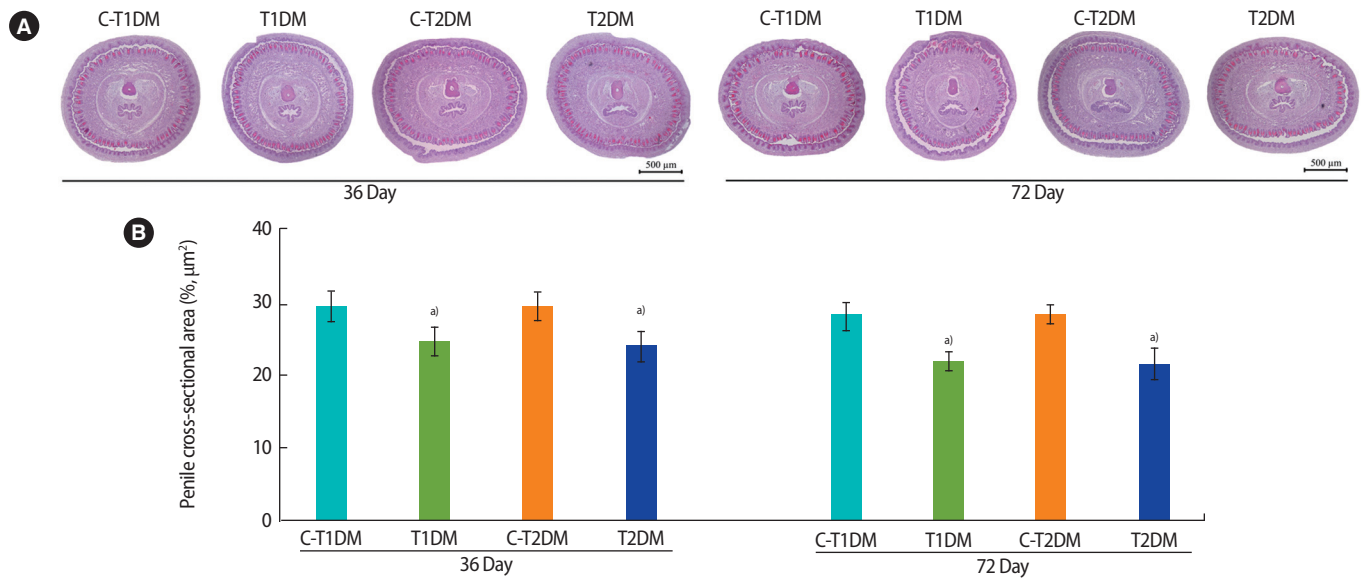 A
C-T1DM T1DM C-T2DM T2DM C-T1DM T1DM C-T2DM T2DM
500 µm 500 µm
36 Day 72 Day
B
Penile cross-sectional area (%, µm²)
40
30
20
10
0
a) a) a) a)
C-T1DM T1DM C-T2DM T2DM C-T1DM T1DM C-T2DM T2DM
36 Day 72 Day